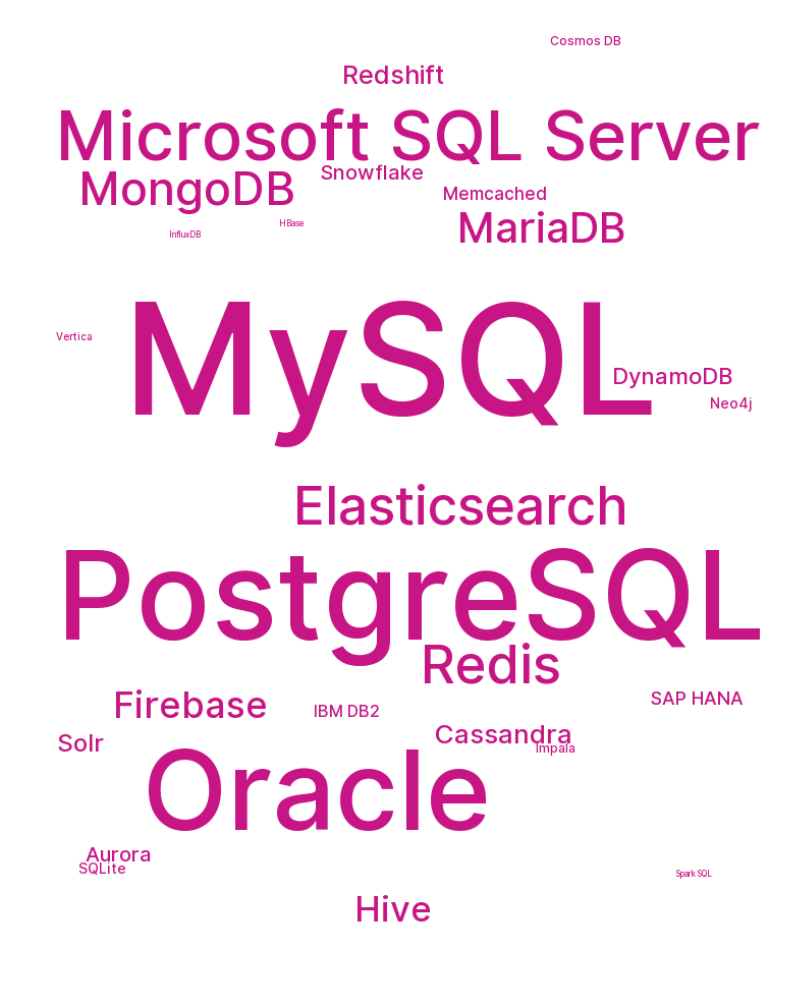 Cosmos DB
Redshift
Microsoft SQL Server
Snowflake
MongoDB
Memcached
HBase
MariaDB
InfluxDB
Vertica
MySQL
DynamoDB
Neo4j
Elasticsearch
PostgreSQL
Redis
SAP HANA
Firebase
IBM DB2
Cassandra
Solr
Impala
Oracle
Aurora
SQLite
Spark SQL
Hive